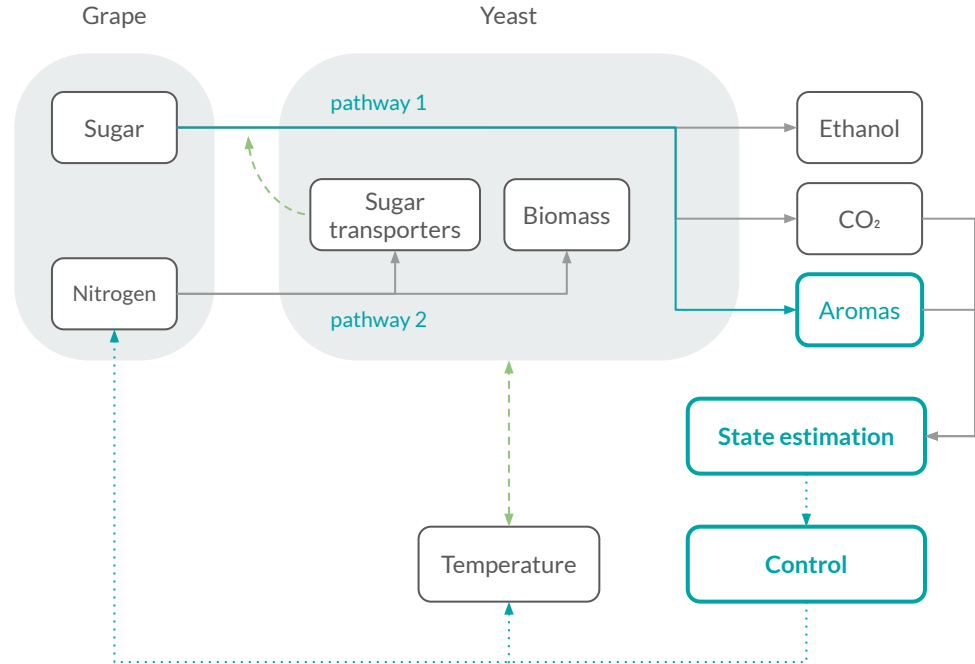 Grape
Yeast
pathway 1
Sugar
Ethanol
Sugar
transporters
Biomass
CO₂
Nitrogen
pathway 2
Aromas
State estimation
Temperature
Control